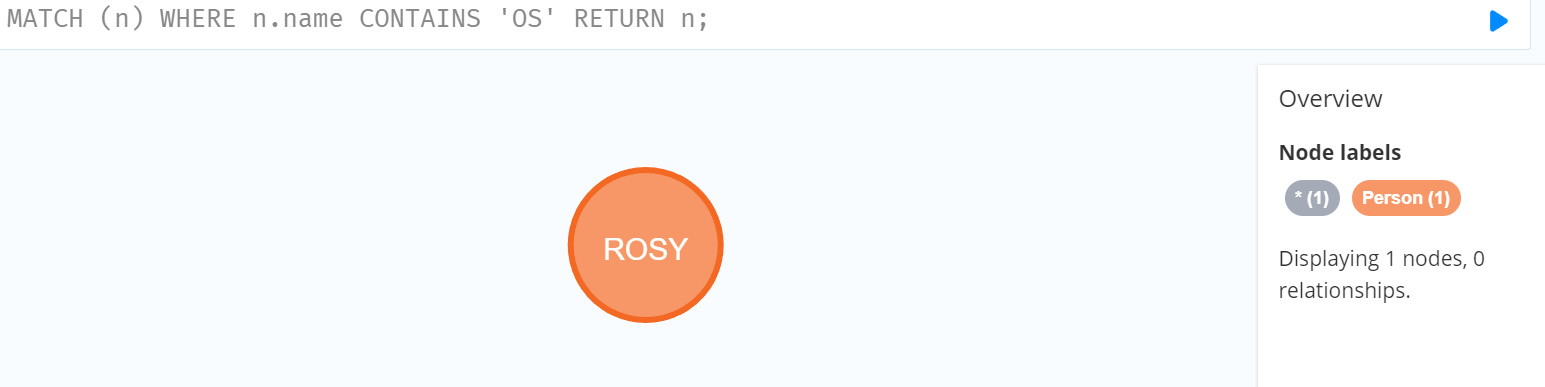 MATCH (n) WHERE n.name CONTAINS 'OS' RETURN n;
Overview
Node labels
* (1) Person (1)
ROSY
Displaying 1 nodes, 0
relationships.